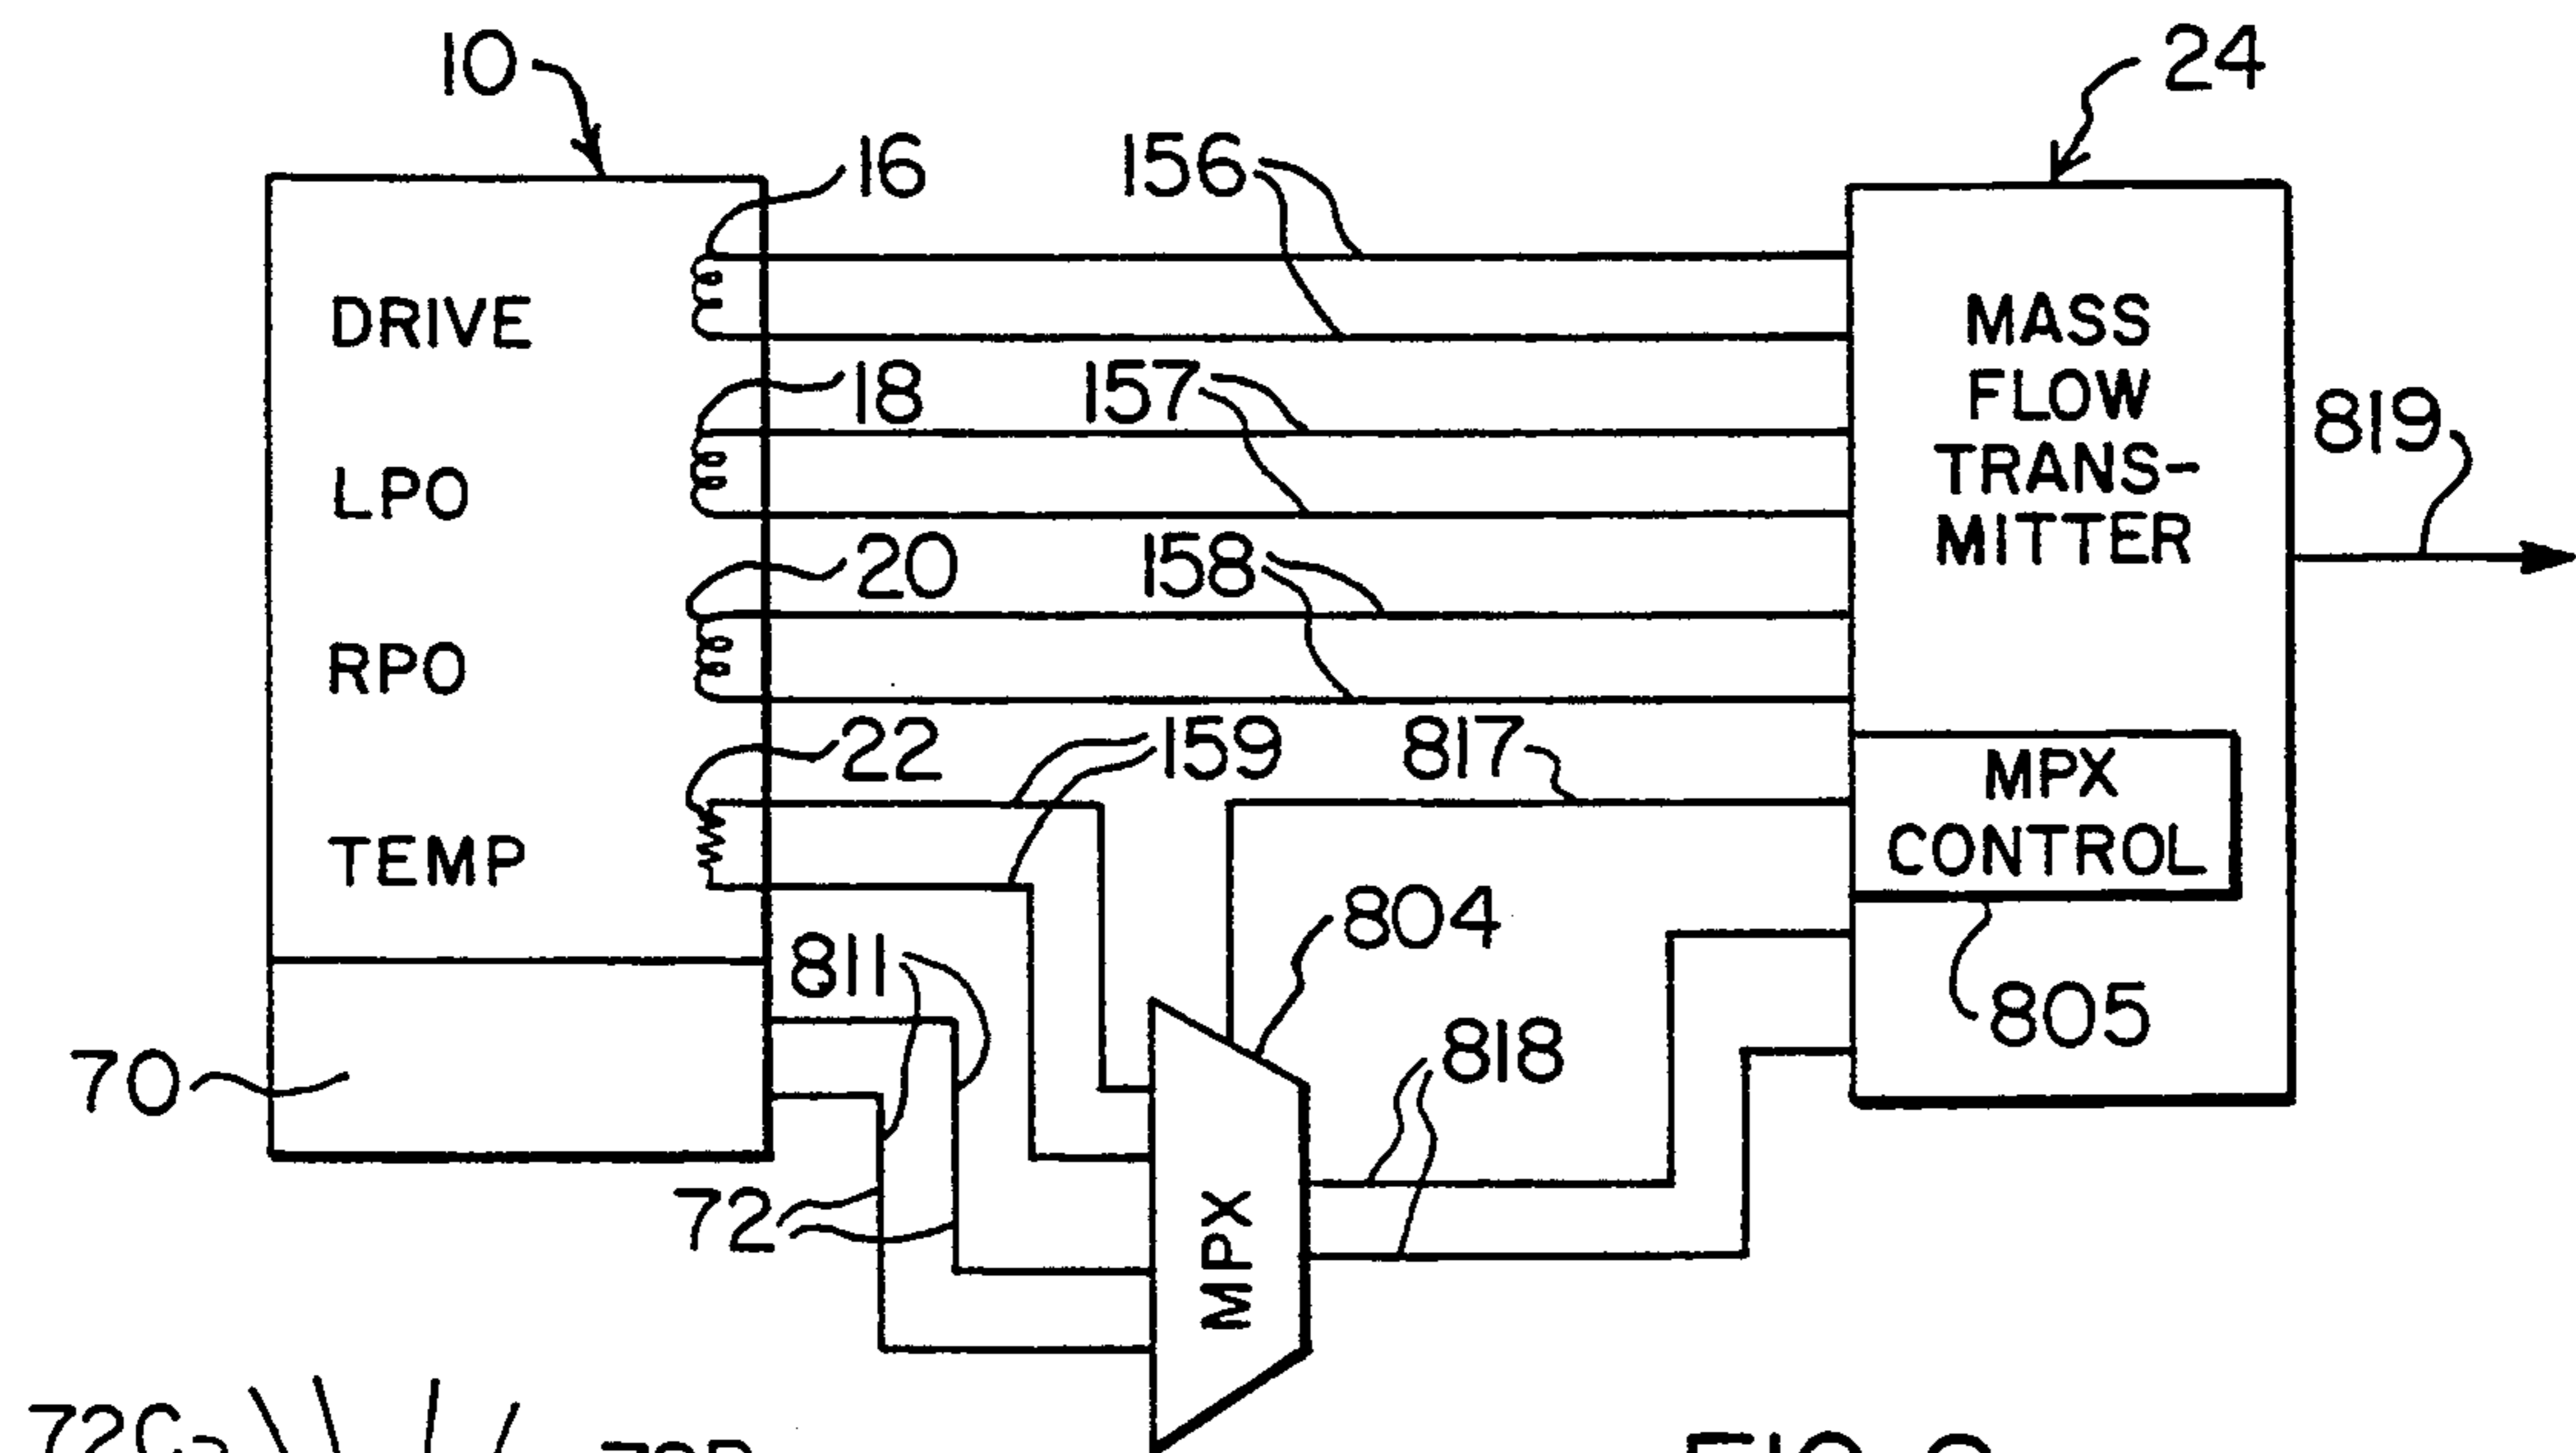 10
24
16
156
DRIVE
MASS
FLOW
TRANS-
MITTER
18
157
819
LPO
20
158
RPO
22
159
817
MPX
CONTROL
TEMP
804
811
805
818
70
72
MPX
72C